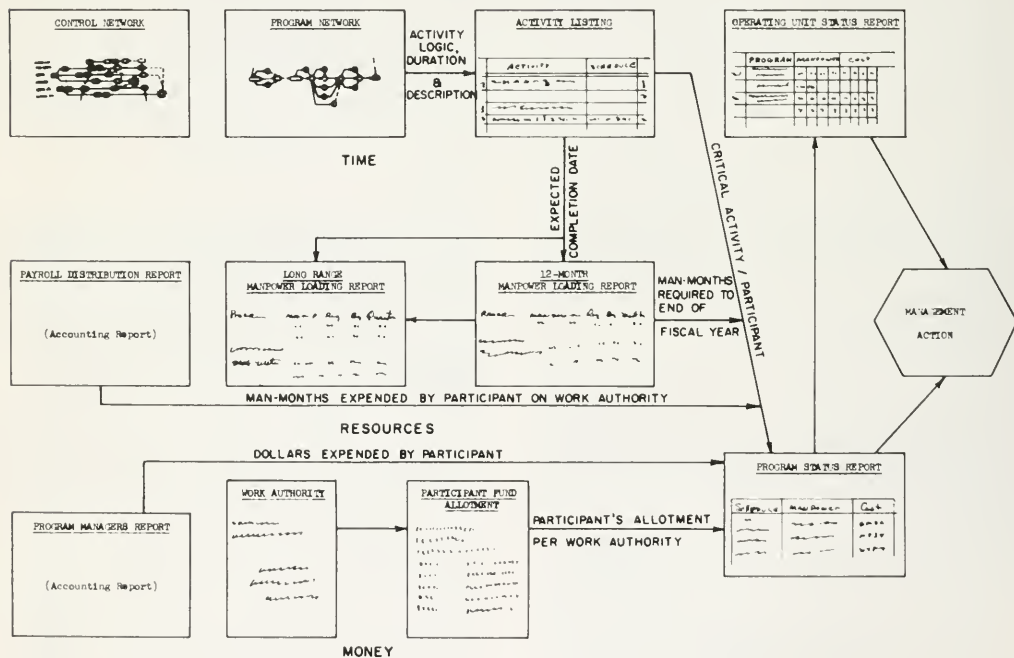 CONTROL NETWORK
PROGRAM NETWORK
ACTIVITY
LOGIC,
DURATION
&
DESCRIPTION
ACTIVITY LISTING
ACTIVITY SCHEDULE
OPERATING UNIT STATUS REPORT
PROGRAM MANPOWER COST
TIME
EXPECTED
COMPLETION DATE
CRITICAL ACTIVITY / PARTICIPANT
PAYROLL DISTRIBUTION REPORT
(Accounting Report)
LONG RANGE
MANPOWER LOADING REPORT
12-MONTH
MANPOWER LOADING REPORT
MAN-MONTHS
REQUIRED TO
END OF
FISCAL YEAR
MANAGEMENT
ACTION
MAN-MONTHS EXPENDED BY PARTICIPANT ON WORK AUTHORITY
RESOURCES
DOLLARS EXPENDED BY PARTICIPANT
PROGRAM MANAGERS REPORT
(Accounting Report)
WORK AUTHORITY
PARTICIPANT FUND
ALLOTMENT
PARTICIPANT'S ALLOTMENT
PER WORK AUTHORITY
PROGRAM STATUS REPORT
SCHEDULE MANPOWER Cost
MONEY